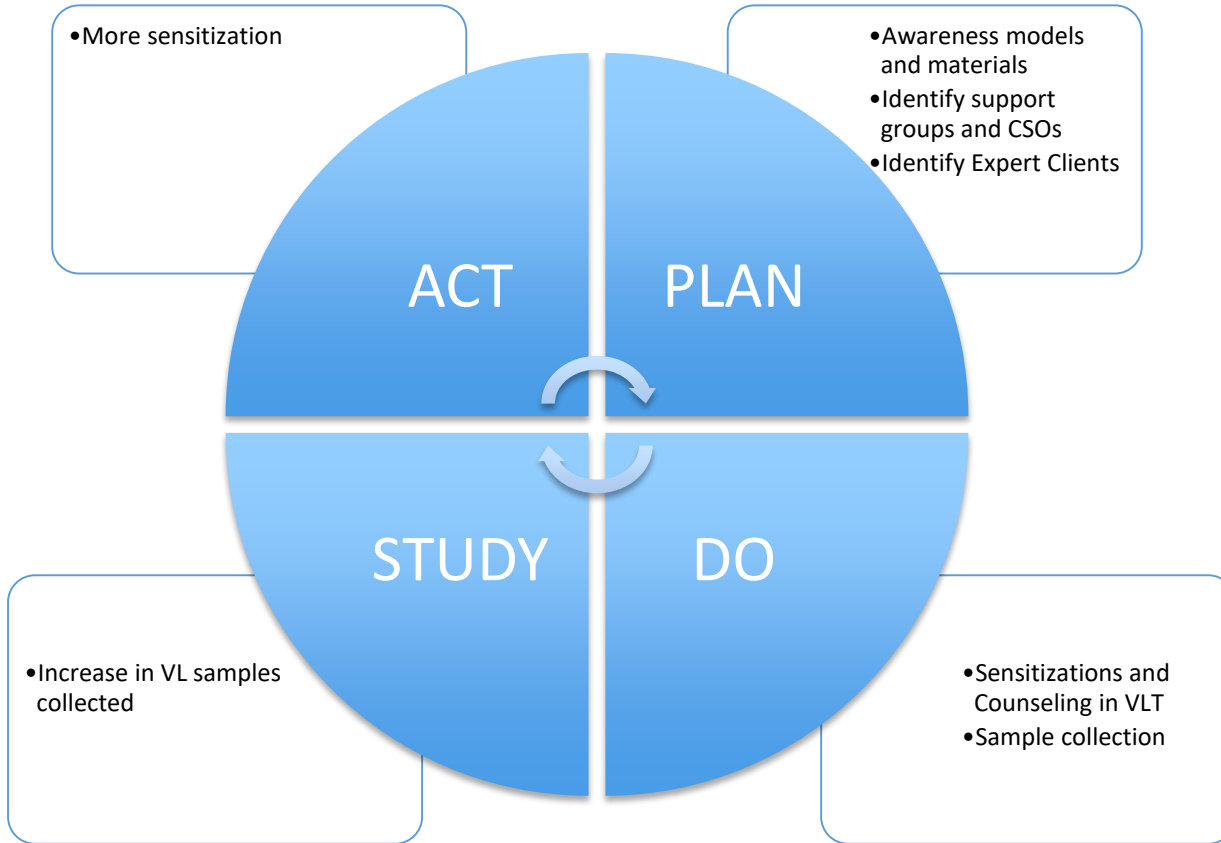 •More sensitization
•Awareness models
and materials
•Identify support
groups and CSOs
•Identify Expert Clients
ACT
PLAN
STUDY
DO
•Increase in VL samples
collected
•Sensitizations and
Counseling in VLT
•Sample collection